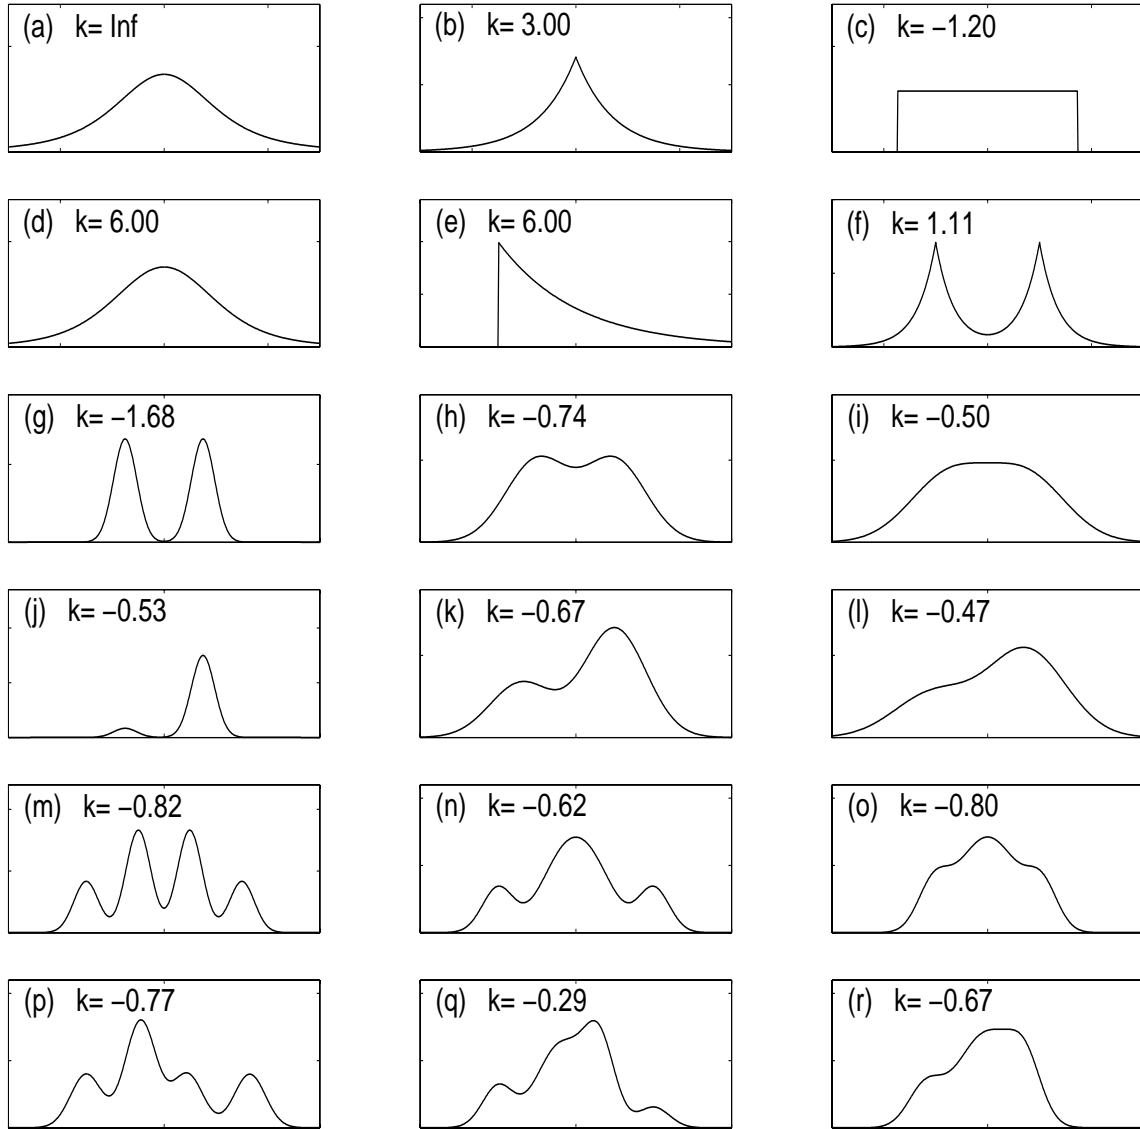 (a) k= Inf
(b) k= 3.00
(c) k= −1.20
(d) k= 6.00
(e) k= 6.00
(f) k= 1.11
(g) k= −1.68
(h) k= −0.74
(i) k= −0.50
(j) k= −0.53
(k) k= −0.67
(l) k= −0.47
(m) k= −0.82
(n) k= −0.62
(o) k= −0.80
(p) k= −0.77
(q) k= −0.29
(r) k= −0.67